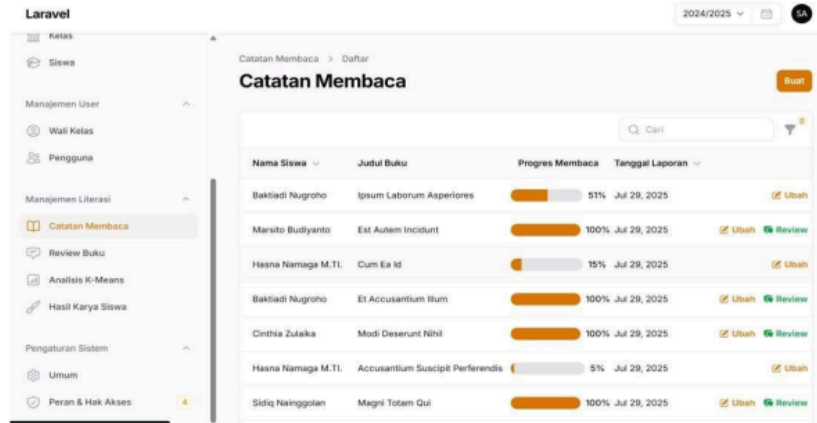 Laravel
2024/2025
SA
Kelas
Siswa
Manajemen User
Wali Kelas
Pengguna
Manajemen Literasi
Catatan Membaca
Review Buku
Analisis K-Means
Hasil Karya Siswa
Pengaturan Sistem
Umum
Peran & Hak Akses 4
Catatan Membaca > Daftar
Catatan Membaca
Buat
Cari
0
Nama Siswa Judul Buku Progres Membaca Tanggal Laporan
Baktiadi Nugroho Ipsum Laborum Asperiores 51% Jul 29, 2025 Ubah
Marsito Budiyanto Est Autem Incidunt 100% Jul 29, 2025 Ubah Review
Hasna Namaga M.TI. Cum Ea Id 15% Jul 29, 2025 Ubah
Baktiadi Nugroho Et Accusantium Illum 100% Jul 29, 2025 Ubah Review
Cinthia Zulaika Modi Deserunt Nihil 100% Jul 29, 2025 Ubah Review
Hasna Namaga M.TI. Accusantium Suscipit Perferendis 5% Jul 29, 2025 Ubah
Sidiq Nainggolan Magni Totam Qui 100% Jul 29, 2025 Ubah Review